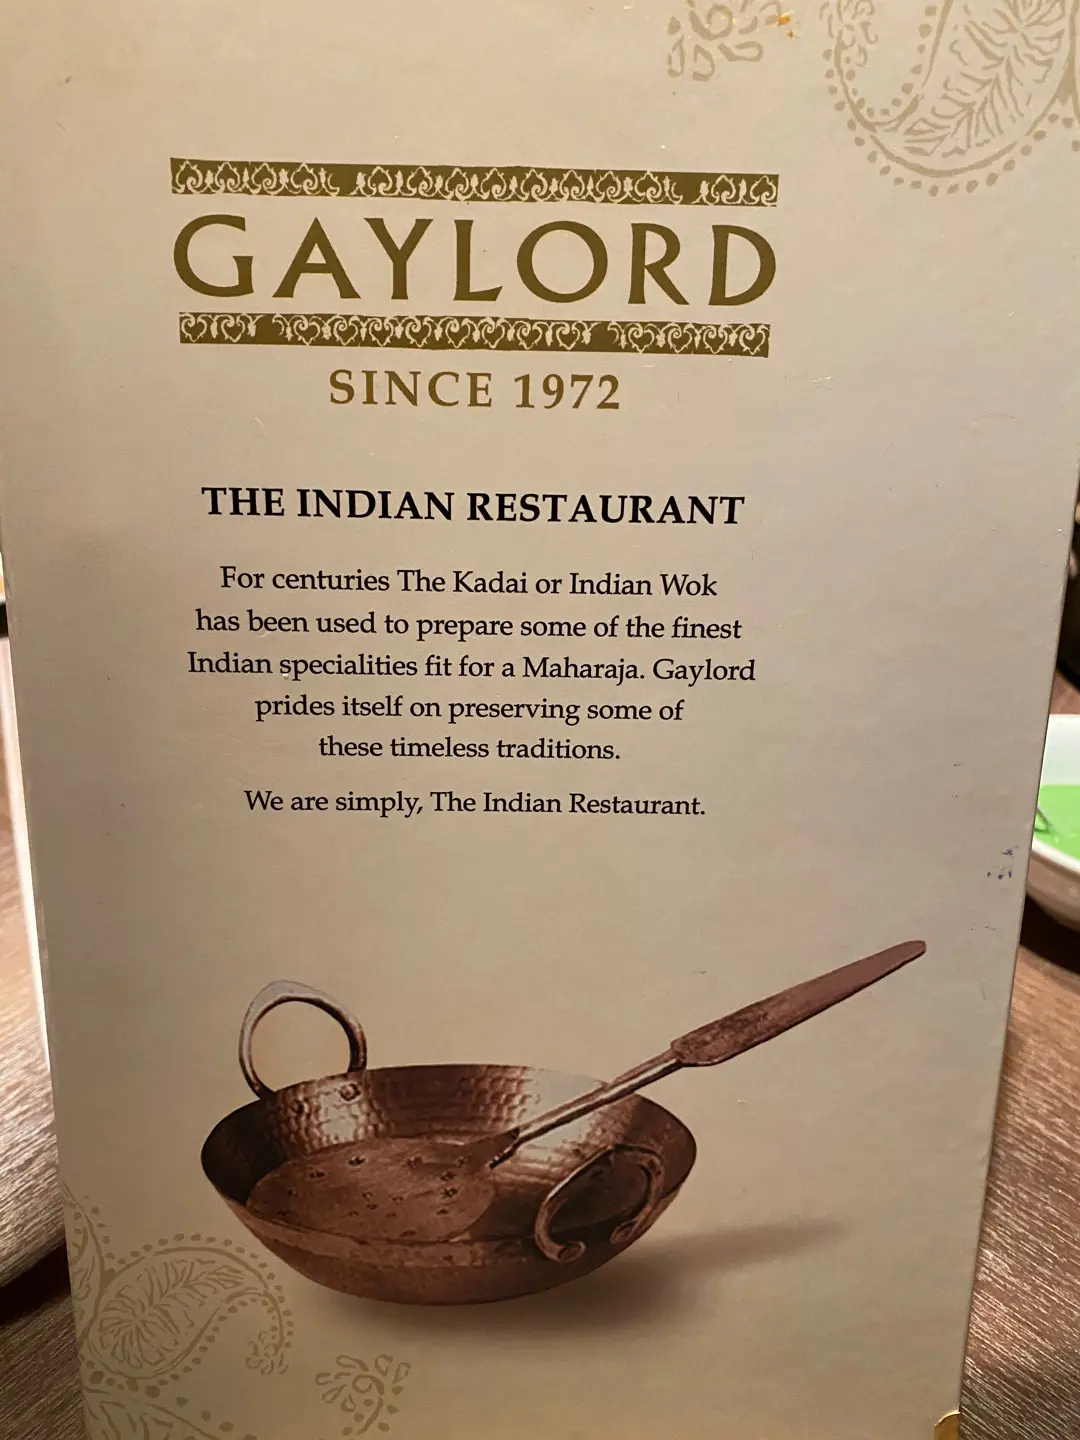 GAYLORD
SINCE 1972
THE INDIAN RESTAURANT
For centuries The Kadai or Indian Wok
has been used to prepare some of the finest
Indian specialities fit for a Maharaja. Gaylord
prides itself on preserving some of
these timeless traditions.
We are simply, The Indian Restaurant.